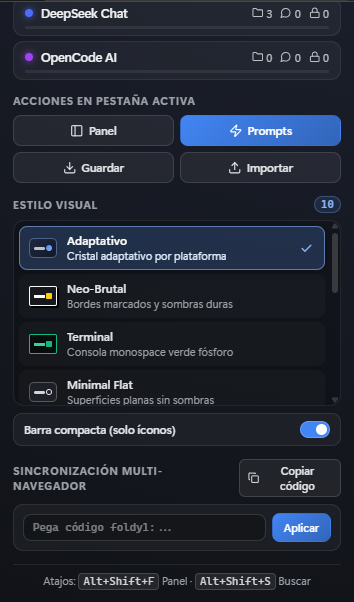 DeepSeek Chat 3 0 0
OpenCode AI 0 0 0
ACCIONES EN PESTAÑA ACTIVA
Panel Prompts
Guardar Importar
ESTILO VISUAL 10
Adaptativo
Cristal adaptativo por plataforma
Neo-Brutal
Bordes marcados y sombras duras
Terminal
Consola monospace verde fósforo
Minimal Flat
Superficies planas sin sombras
Barra compacta (solo íconos)
SINCRONIZACIÓN MULTI-
NAVEGADOR
Copiar
código
Pega código foldy1:...
Aplicar
Atajos: Alt+Shift+F Panel · Alt+Shift+S Buscar